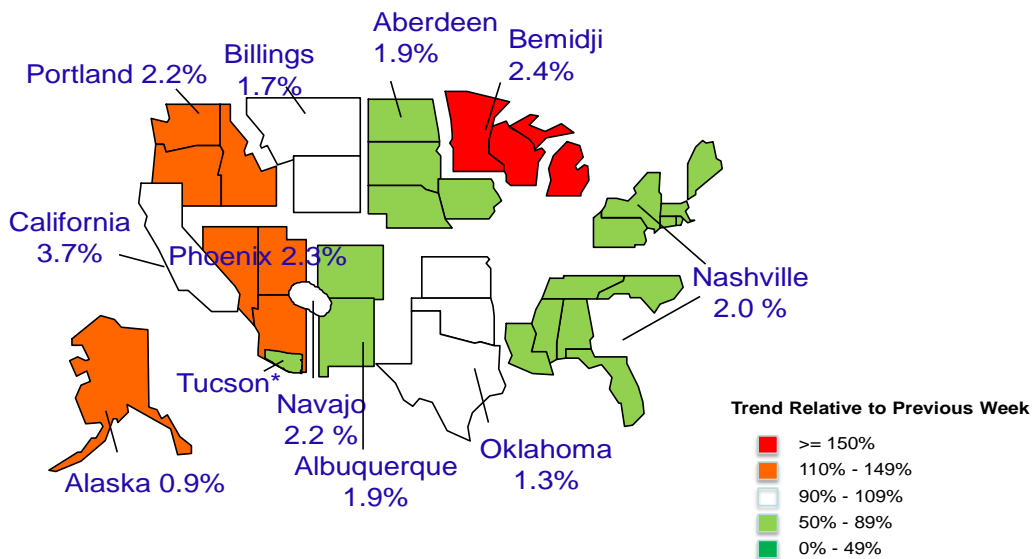 Aberdeen
1.9%
Bemidji
2.4%
Billings
1.7%
Portland 2.2%
California
3.7%
Phoenix 2.3%
Nashville
2.0 %
Tucson*
Navajo
2.2 %
Albuquerque
1.9%
Oklahoma
1.3%
Alaska 0.9%
Trend Relative to Previous Week
>= 150%
110% - 149%
90% - 109%
50% - 89%
0% - 49%